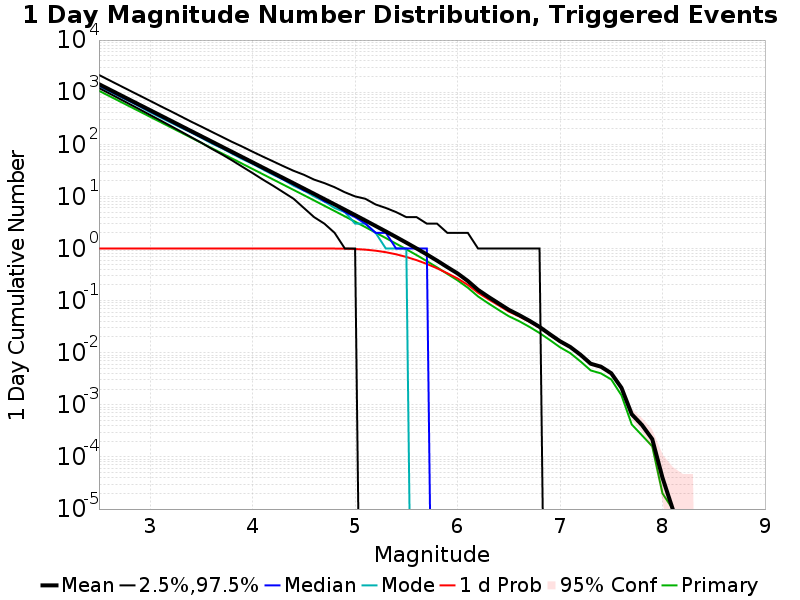 1 Day Magnitude Number Distribution, Triggered Events
10^4
10^3
10^2
10^1
10^0
10^-1
10^-2
10^-3
10^-4
10^-5
1 Day Cumulative Number
3 4 5 6 7 8 9
Magnitude
Mean 2.5%,97.5% Median Mode 1 d Prob 95% Conf Primary